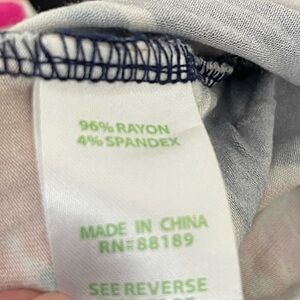 96% RAYON
4% SPANDEX
MADE IN CHINA
RN#88189
SEE REVERSE